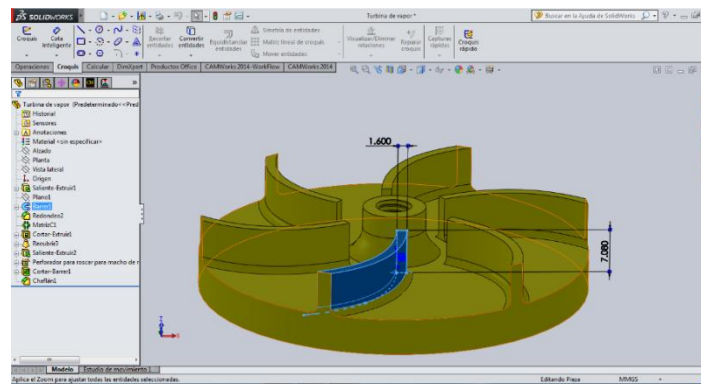 SOLIDWORKS
Turbina de vapor *
Buscar en la Ayuda de SolidWorks
Croquis
Cota inteligente
Recortar entidades
Convertir entidades
Equidistanciar entidades
Simetría de entidades
Matriz lineal de croquis
Mover entidades
Visualizar/Eliminar relaciones
Reparar croquis
Capturas rápidas
Croquis rápido
Operaciones
Croquis
Calcular
DimXpert
Productos Office
CAMWorks 2014-WorkFlow
CAMWorks 2014
Turbina de vapor (Predeterminado<<Pred
Historial
Sensores
Anotaciones
Material <sin especificar>
Alzado
Planta
Vista lateral
Origen
Saliente-Extruir1
Plano1
Barrer1
Redondeo2
MatrizC1
Cortar-Extruir1
Saliente-Extruir2
Perforador para roscar para macho de r
Cortar-Barrer1
Chaflán1
1.600
7.080
Modelo
Estudio de movimiento 1
Aplica el Zoom para ajustar todas las entidades seleccionadas.
Editando Pieza
MMGS